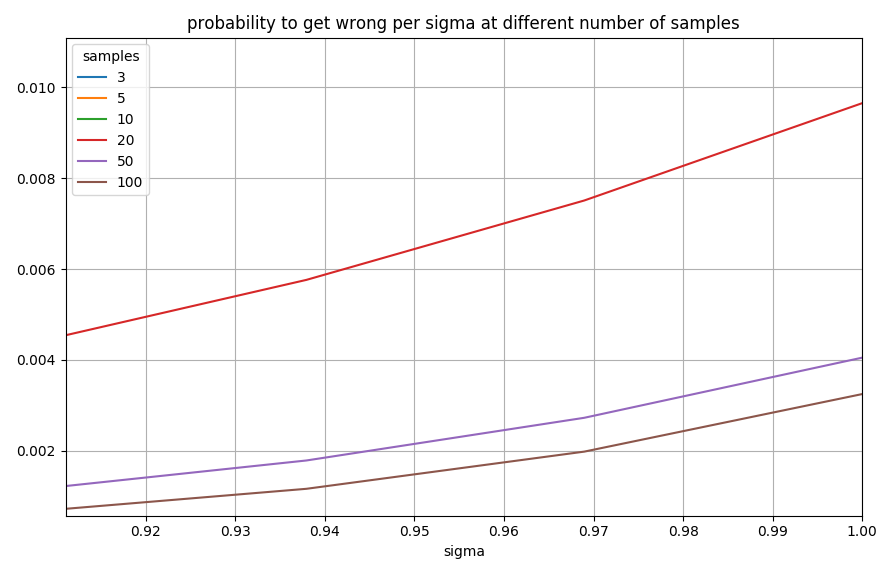 probability to get wrong per sigma at different number of samples
samples
3
5
10
20
50
100
0.010
0.008
0.006
0.004
0.002
0.92 0.93 0.94 0.95 0.96 0.97 0.98 0.99 1.00
sigma